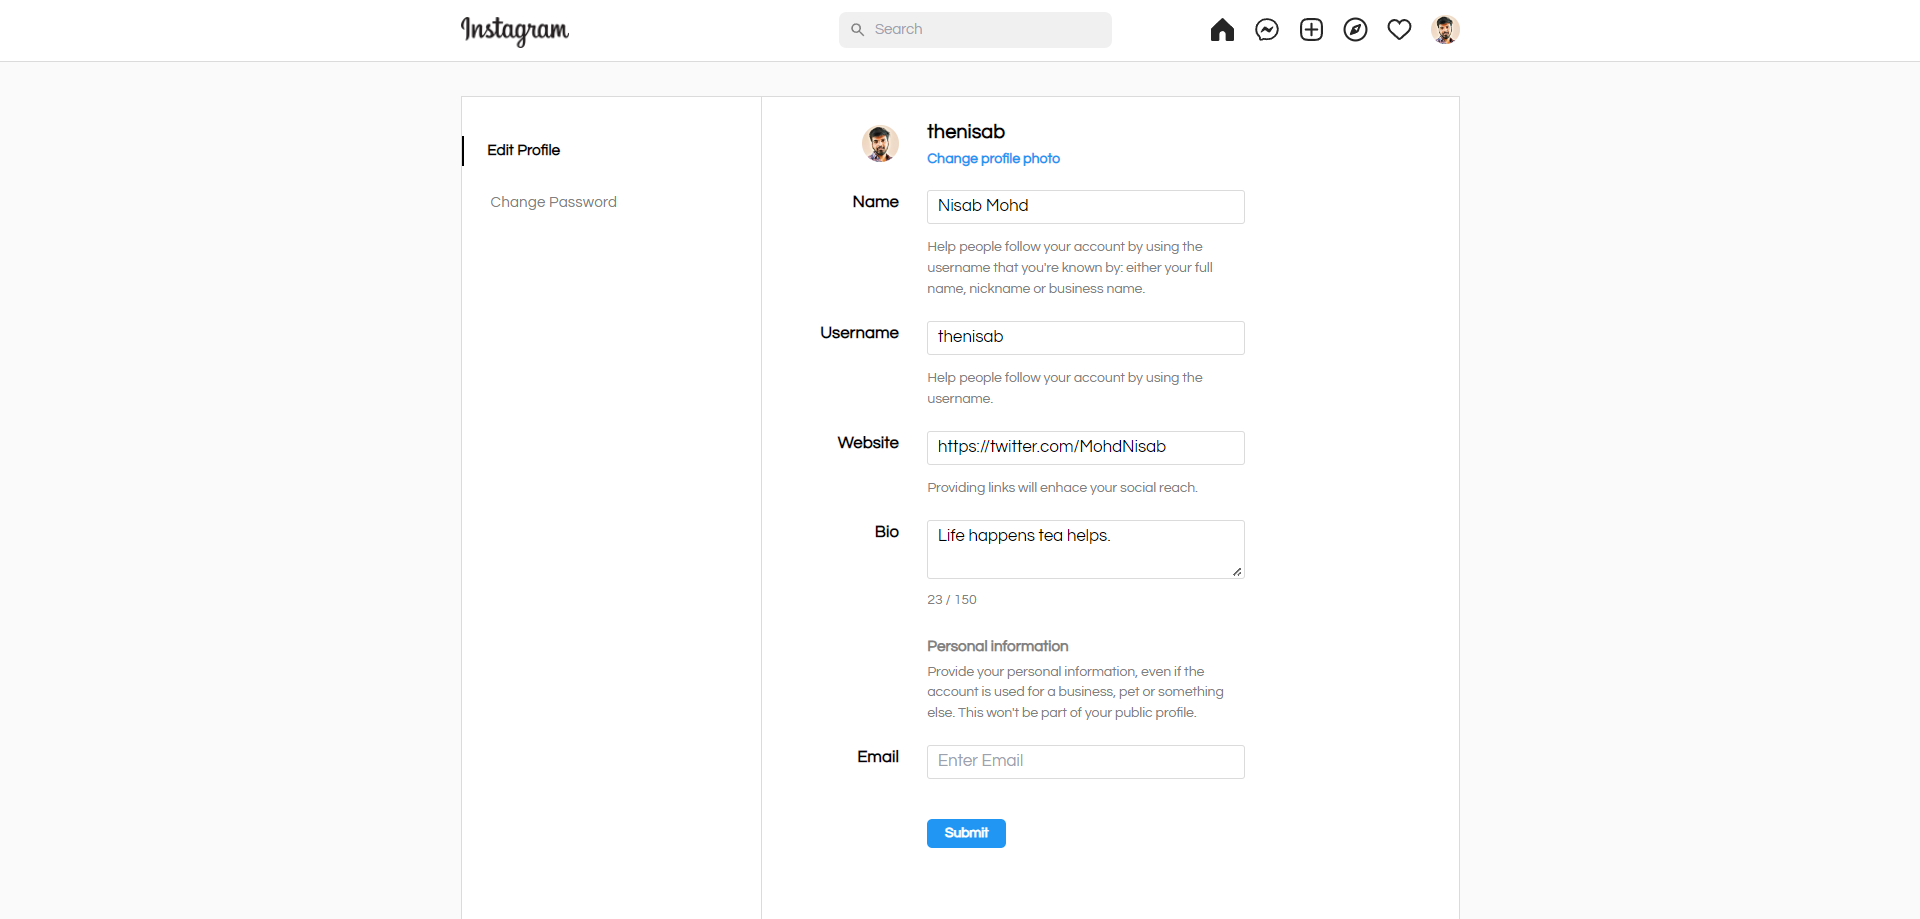 Instagram
Search
Edit Profile
Change Password
thenisab
Change profile photo
Name
Nisab Mohd
Help people follow your account by using the
username that you're known by: either your full
name, nickname or business name.
Username
thenisab
Help people follow your account by using the
username.
Website
https://twitter.com/MohdNisab
Providing links will enhace your social reach.
Bio
Life happens tea helps.
23 / 150
Personal information
Provide your personal information, even if the
account is used for a business, pet or something
else. This won't be part of your public profile.
Email
Enter Email
Submit